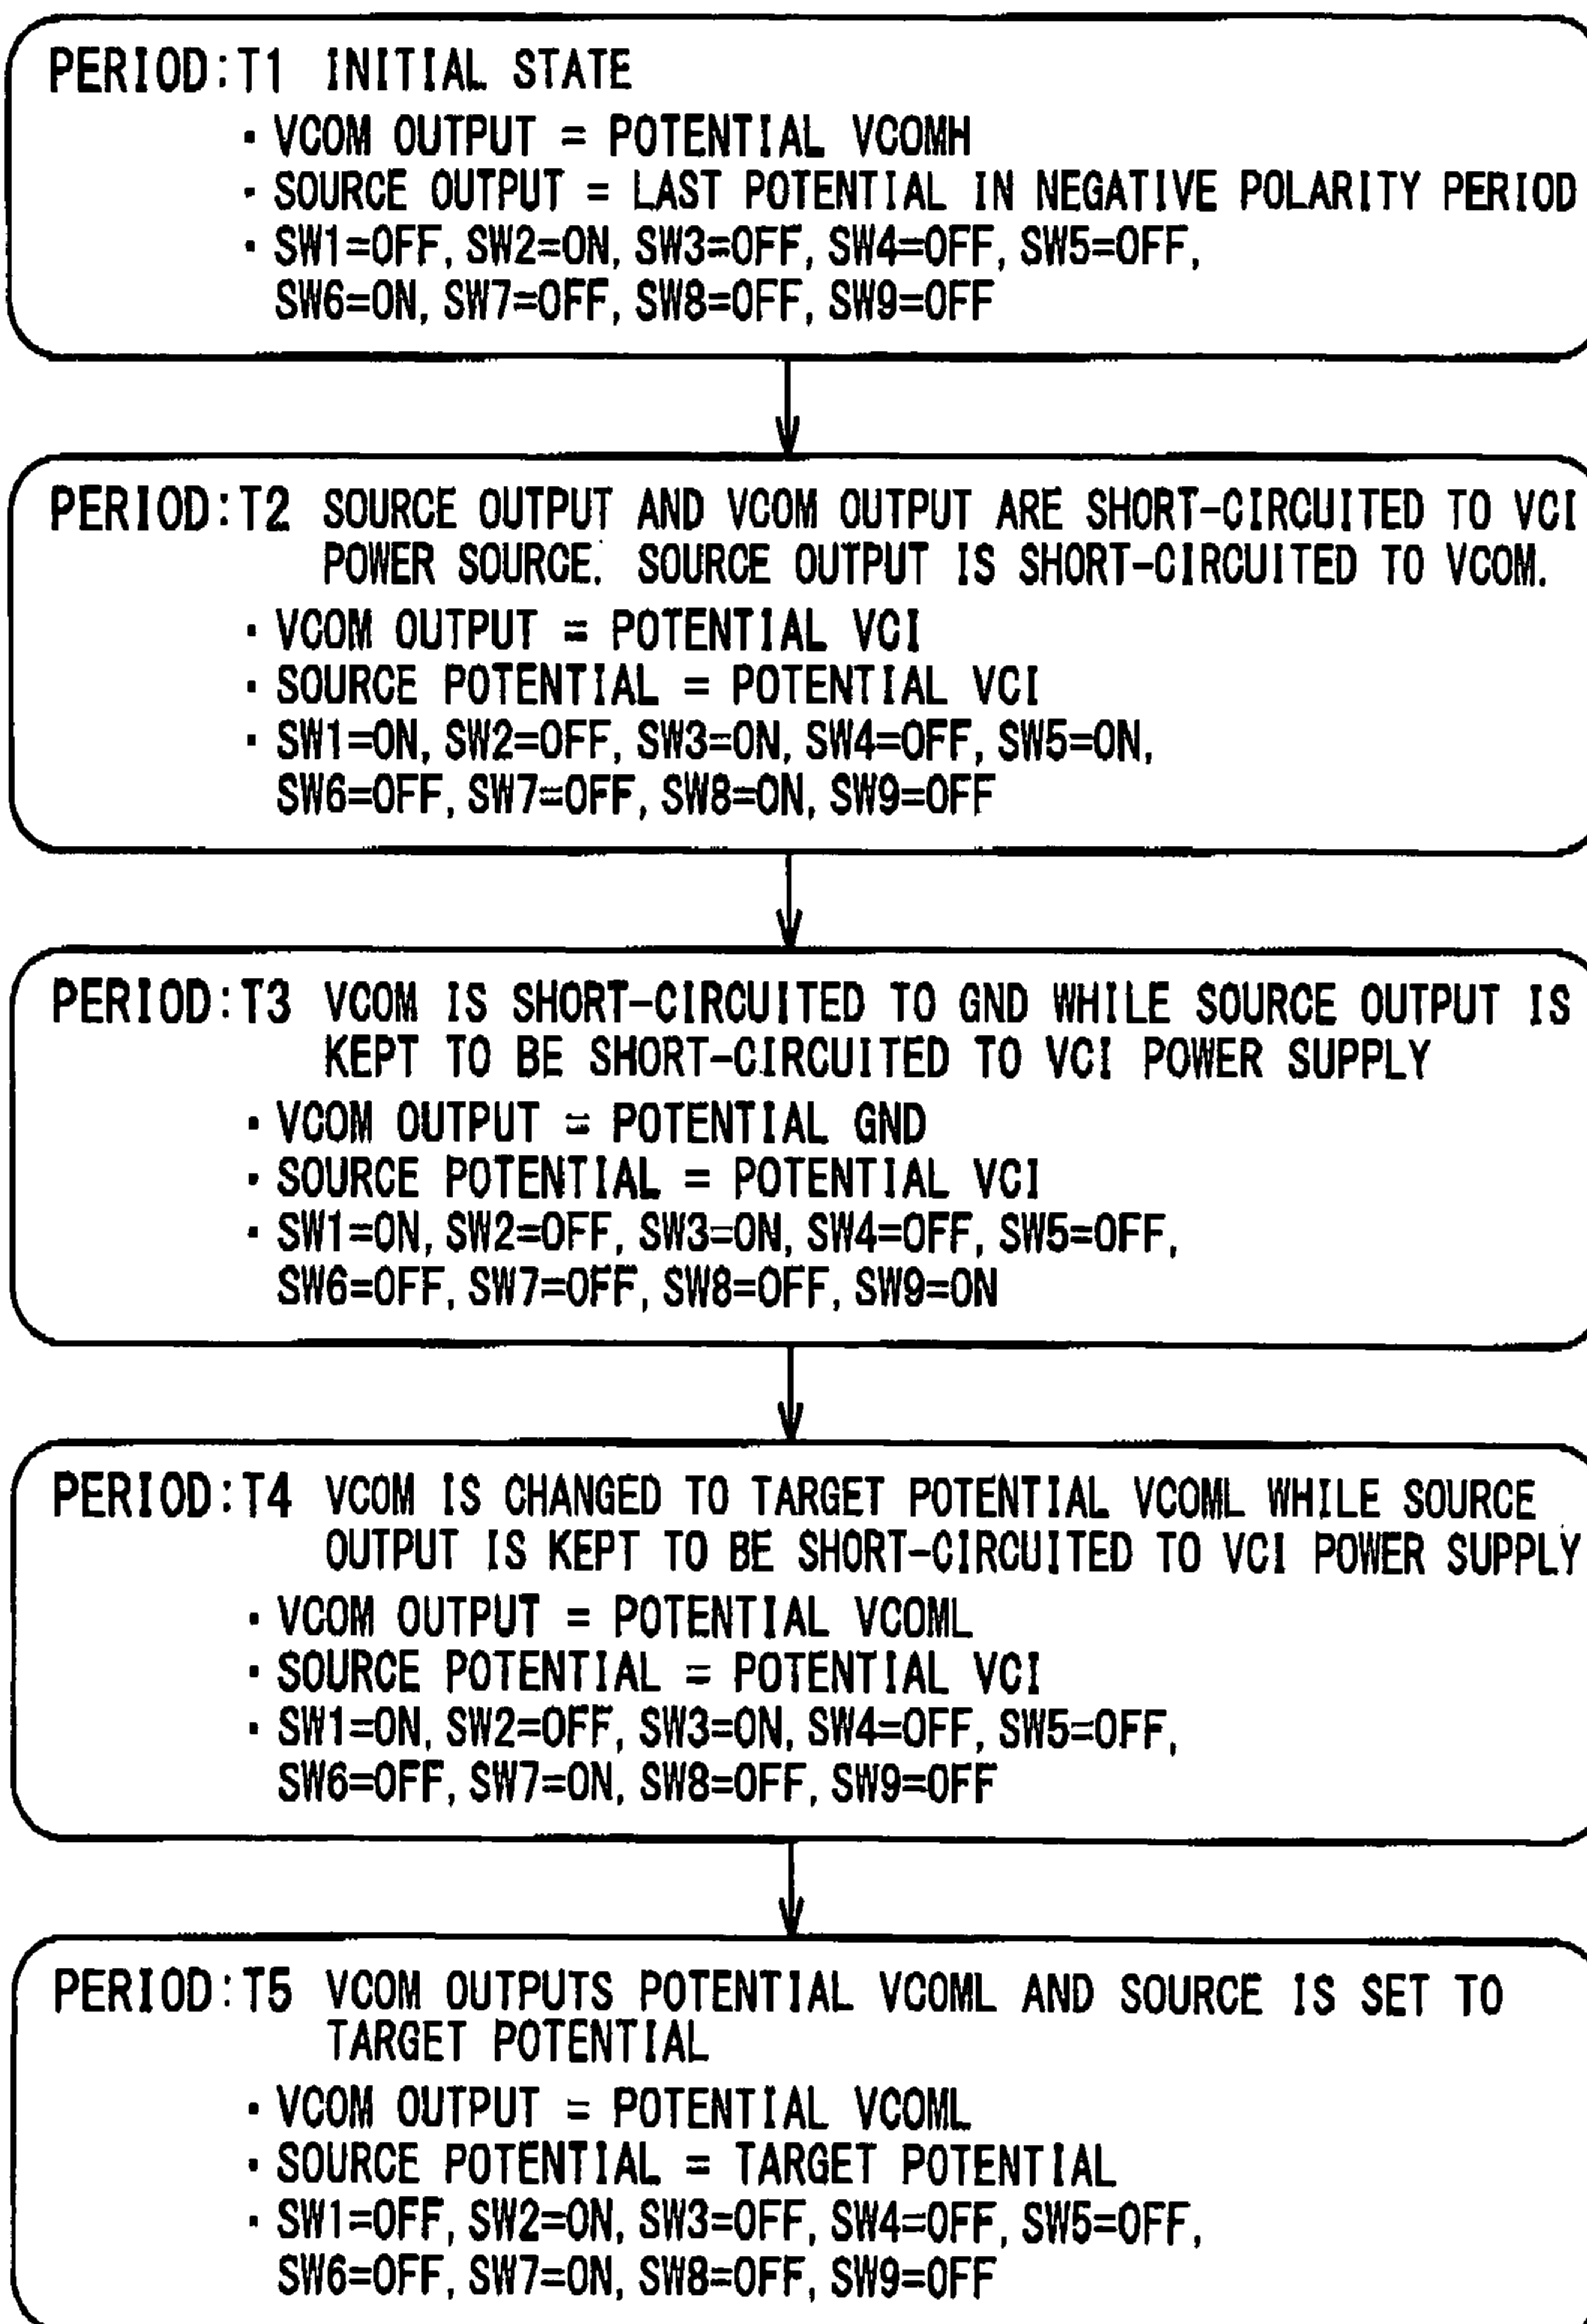 PERIOD:T1 INITIAL STATE
· VCOM OUTPUT = POTENTIAL VCOMH
· SOURCE OUTPUT = LAST POTENTIAL IN NEGATIVE POLARITY PERIOD
· SW1=OFF, SW2=ON, SW3=OFF, SW4=OFF, SW5=OFF,
SW6=ON, SW7=OFF, SW8=OFF, SW9=OFF
PERIOD:T2 SOURCE OUTPUT AND VCOM OUTPUT ARE SHORT-CIRCUITED TO VCI
POWER SOURCE. SOURCE OUTPUT IS SHORT-CIRCUITED TO VCOM.
· VCOM OUTPUT = POTENTIAL VCI
· SOURCE POTENTIAL = POTENTIAL VCI
· SW1=ON, SW2=OFF, SW3=ON, SW4=OFF, SW5=ON,
SW6=OFF, SW7=OFF, SW8=ON, SW9=OFF
PERIOD:T3 VCOM IS SHORT-CIRCUITED TO GND WHILE SOURCE OUTPUT IS
KEPT TO BE SHORT-CIRCUITED TO VCI POWER SUPPLY
· VCOM OUTPUT = POTENTIAL GND
· SOURCE POTENTIAL = POTENTIAL VCI
· SW1=ON, SW2=OFF, SW3=ON, SW4=OFF, SW5=OFF,
SW6=OFF, SW7=OFF, SW8=OFF, SW9=ON
PERIOD:T4 VCOM IS CHANGED TO TARGET POTENTIAL VCOML WHILE SOURCE
OUTPUT IS KEPT TO BE SHORT-CIRCUITED TO VCI POWER SUPPLY
· VCOM OUTPUT = POTENTIAL VCOML
· SOURCE POTENTIAL = POTENTIAL VCI
· SW1=ON, SW2=OFF, SW3=ON, SW4=OFF, SW5=OFF,
SW6=OFF, SW7=ON, SW8=OFF, SW9=OFF
PERIOD:T5 VCOM OUTPUTS POTENTIAL VCOML AND SOURCE IS SET TO
TARGET POTENTIAL
· VCOM OUTPUT = POTENTIAL VCOML
· SOURCE POTENTIAL = TARGET POTENTIAL
· SW1=OFF, SW2=ON, SW3=OFF, SW4=OFF, SW5=OFF,
SW6=OFF, SW7=ON, SW8=OFF, SW9=OFF